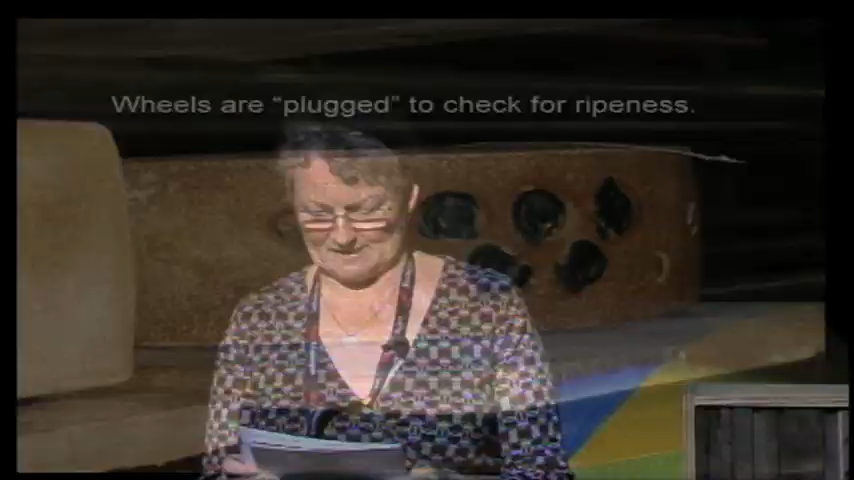 Wheels are “plugged” to check for ripeness.